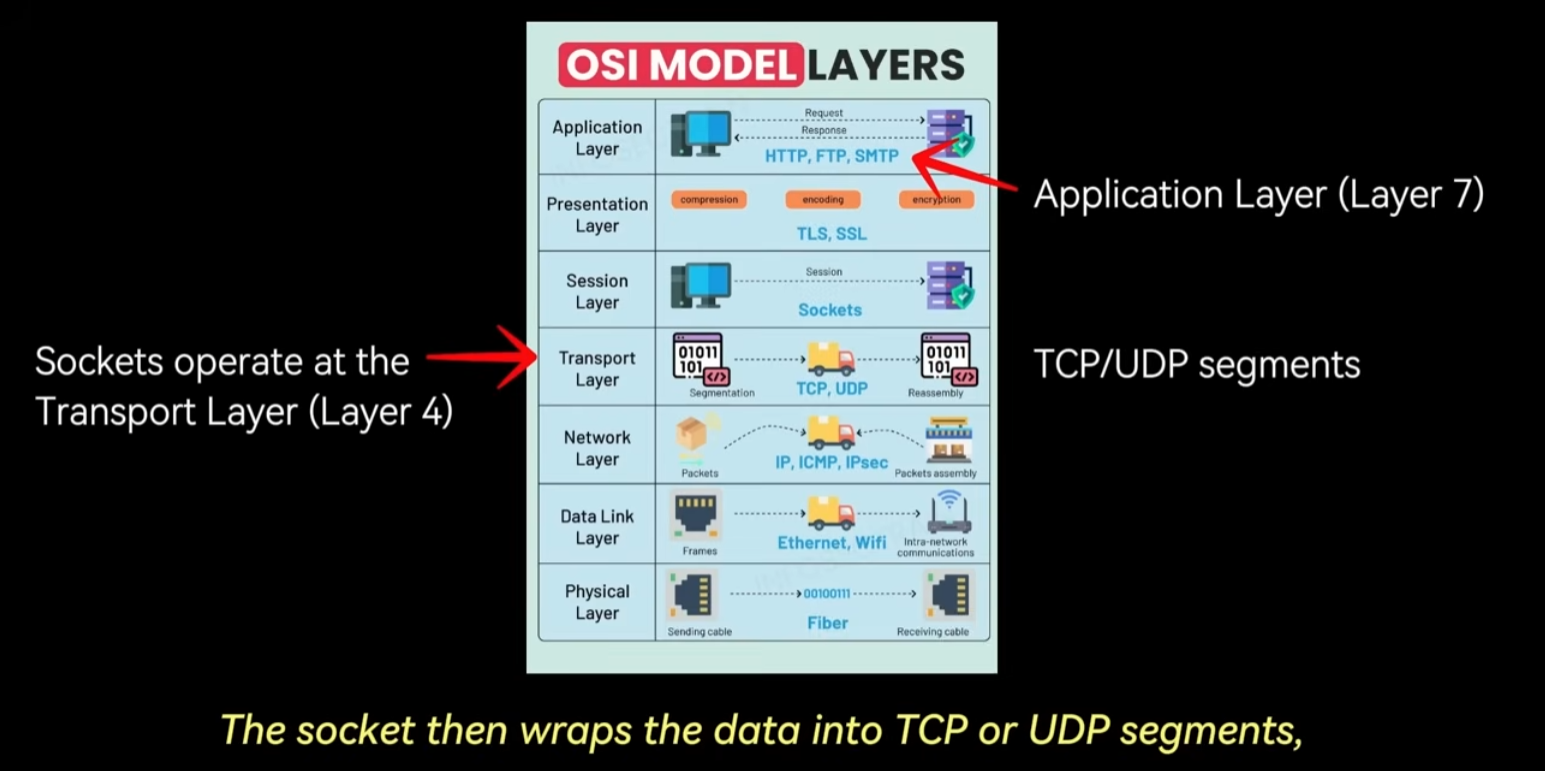 OSI MODEL LAYERS
Application
Layer
Request
Response
HTTP, FTP, SMTP
Application Layer (Layer 7)
Presentation
Layer
compression
encoding
encryption
TLS, SSL
Session
Layer
Session
Sockets
Sockets operate at the
Transport Layer (Layer 4)
Transport
Layer
01011
101
</>
Segmentation
TCP, UDP
01011
101
</>
Reassembly
TCP/UDP segments
Network
Layer
Packets
IP, ICMP, IPsec
Packets assembly
Data Link
Layer
Frames
Ethernet, Wifi
Intra-network
communications
Physical
Layer
Sending cable
00100111
Fiber
Receiving cable
The socket then wraps the data into TCP or UDP segments,